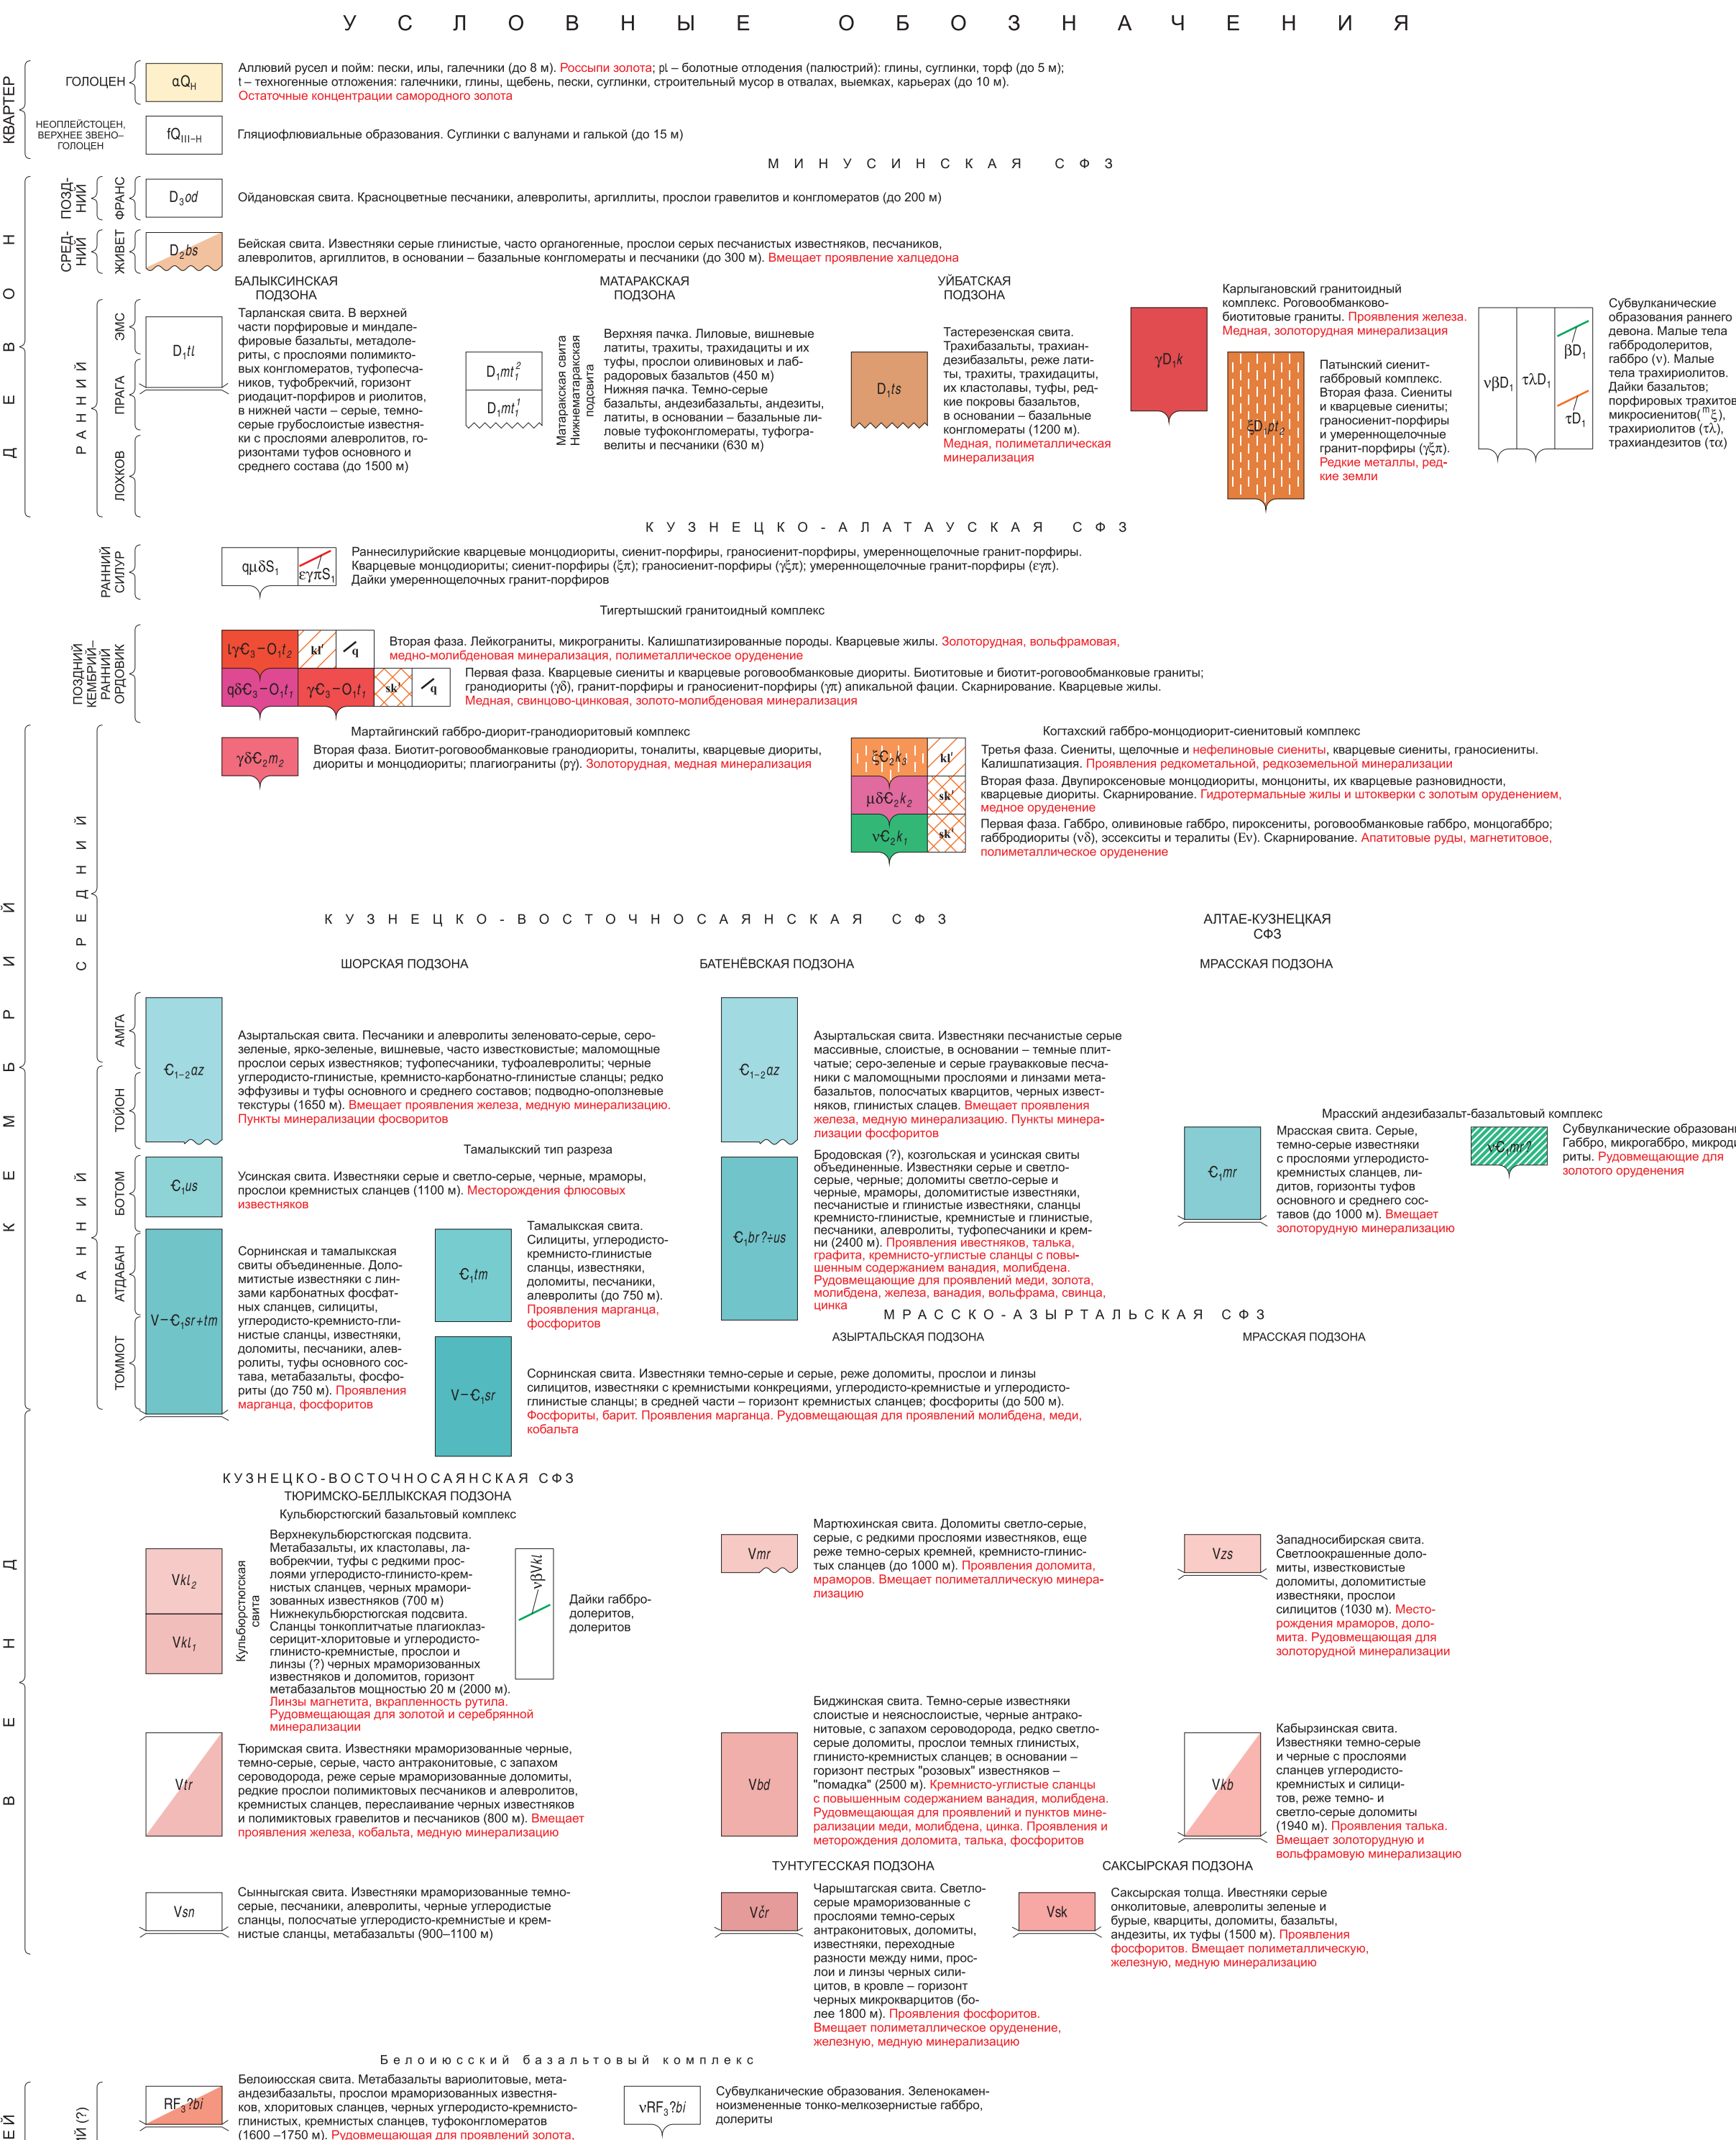 УСЛОВНЫЕ ОБОЗНАЧЕНИЯ
КВАРТЕР
ГОЛОЦЕН
αQH
Аллювий русел и пойм: пески, илы, галечники (до 8 м). Россыпи золота; pl – болотные отлодения (палюстрий): глины, суглинки, торф (до 5 м);
t – техногенные отложения: галечники, глины, щебень, пески, суглинки, строительный мусор в отвалах, выемках, карьерах (до 10 м).
Остаточные концентрации самородного золота
НЕОПЛЕЙСТОЦЕН,
ВЕРХНЕЕ ЗВЕНО–
ГОЛОЦЕН
fQIII–H
Гляциофлювиальные образования. Суглинки с валунами и галькой (до 15 м)
МИНУСИНСКАЯ СФЗ
ДЕВОН
ПОЗД-
НИЙ
ФРАНС
D3od
Ойдановская свита. Красноцветные песчаники, алевролиты, аргиллиты, прослои гравелитов и конгломератов (до 200 м)
СРЕД-
НИЙ
ЖИВЕТ
D2bs
Бейская свита. Известняки серые глинистые, часто органогенные, прослои серых песчанистых известняков, песчаников,
алевролитов, аргиллитов, в основании – базальные конгломераты и песчаники (до 300 м). Вмещает проявление халцедона
РАННИЙ
ЭМС
ПРАГА
ЛОХКОВ
БАЛЫКСИНСКАЯ
ПОДЗОНА
D1tl
Тарланская свита. В верхней
части порфировые и миндале-
фировые базальты, метадоле-
риты, с прослоями полимикто-
вых конгломератов, туфопесча-
ников, туфобрекчий, горизонт
риодацит-порфиров и риолитов,
в нижней части – серые, темно-
серые грубослоистые известня-
ки с прослоями алевролитов, го-
ризонтами туфов основного и
среднего состава (до 1500 м)
МАТАРАКСКАЯ
ПОДЗОНА
D1mt1²
D1mt1¹
Матаракская свита
Нижнематаракская
подсвита
Верхняя пачка. Лиловые, вишневые
латиты, трахиты, трахидациты и их
туфы, прослои оливиновых и лаб-
радоровых базальтов (450 м)
Нижняя пачка. Темно-серые
базальты, андезибазальты, андезиты,
латиты, в основании – базальные ли-
ловые туфоконгломераты, туфогра-
велиты и песчаники (630 м)
УЙБАТСКАЯ
ПОДЗОНА
D1ts
Тастерезенская свита.
Трахибазальты, трахиан-
дезибазальты, реже лати-
ты, трахиты, трахидациты,
их кластолавы, туфы, ред-
кие покровы базальтов,
в основании – базальные
конгломераты (1200 м).
Медная, полиметаллическая
минерализация
γD1k
Карлыгановский гранитоидный
комплекс. Роговообманково-
биотитовые граниты. Проявления железа.
Медная, золоторудная минерализация
ξD1pt2
Патынский сиенит-
габбровый комплекс.
Вторая фаза. Сиениты
и кварцевые сиениты;
граносиенит-порфиры
и умереннощелочные
гранит-порфиры (γξπ).
Редкие металлы, ред-
кие земли
νβD1
τλD1
βD1
τD1
Субвулканические
образования раннего
девона. Малые тела
габбродолеритов,
габбро (ν). Малые
тела трахириолитов.
Дайки базальтов;
порфировых трахитов,
микросиенитов(mξ),
трахириолитов (τλ),
трахиандезитов (τα)
КУЗНЕЦКО-АЛАТАУСКАЯ СФЗ
РАННИЙ
СИЛУР
qμδS1
εγπS1
Раннесилурийские кварцевые монцодиориты, сиенит-порфиры, граносиенит-порфиры, умереннощелочные гранит-порфиры.
Кварцевые монцодиориты; сиенит-порфиры (ξπ); граносиенит-порфиры (γξπ); умереннощелочные гранит-порфиры (εγπ).
Дайки умереннощелочных гранит-порфиров
Тигертышский гранитоидный комплекс
ПОЗДНИЙ
КЕМБРИЙ–
РАННИЙ
ОРДОВИК
lγЄ3–O1t2
kl'
q
Вторая фаза. Лейкограниты, микрограниты. Калишпатизированные породы. Кварцевые жилы. Золоторудная, вольфрамовая,
медно-молибденовая минерализация, полиметаллическое оруденение
qδЄ3–O1t1
γЄ3–O1t1
sk'
q
Первая фаза. Кварцевые сиениты и кварцевые роговообманковые диориты. Биотитовые и биотит-роговообманковые граниты;
гранодиориты (γδ), гранит-порфиры и граносиенит-порфиры (γπ) апикальной фации. Скарнирование. Кварцевые жилы.
Медная, свинцово-цинковая, золото-молибденовая минерализация
КЕМБРИЙ
СРЕДНИЙ
Мартайгинский габбро-диорит-гранодиоритовый комплекс
γδЄ2m2
Вторая фаза. Биотит-роговообманковые гранодиориты, тоналиты, кварцевые диориты,
диориты и монцодиориты; плагиограниты (pγ). Золоторудная, медная минерализация
Когтахский габбро-монцодиорит-сиенитовый комплекс
ξЄ2k3
kl'
Третья фаза. Сиениты, щелочные и нефелиновые сиениты, кварцевые сиениты, граносиениты.
Калишпатизация. Проявления редкометальной, редкоземельной минерализации
μδЄ2k2
sk'
Вторая фаза. Двупироксеновые монцодиориты, монцониты, их кварцевые разновидности,
кварцевые диориты. Скарнирование. Гидротермальные жилы и штокверки с золотым оруденением,
медное оруденение
νЄ2k1
sk'
Первая фаза. Габбро, оливиновые габбро, пироксениты, роговообманковые габбро, монцогаббро;
габбродиориты (νδ), эссекситы и тералиты (Eν). Скарнирование. Апатитовые руды, магнетитовое,
полиметаллическое оруденение
КУЗНЕЦКО-ВОСТОЧНОСАЯНСКАЯ СФЗ
АЛТАЕ-КУЗНЕЦКАЯ
СФЗ
ШОРСКАЯ ПОДЗОНА
БАТЕНЁВСКАЯ ПОДЗОНА
МРАССКАЯ ПОДЗОНА
АМГА
РАННИЙ
ТОЙОН
Є1–2az
Азыртальская свита. Песчаники и алевролиты зеленовато-серые, серо-
зеленые, ярко-зеленые, вишневые, часто известковистые; маломощные
прослои серых известняков; туфопесчаники, туфоалевролиты; черные
углеродисто-глинистые, кремнисто-карбонатно-глинистые сланцы; редко
эффузивы и туфы основного и среднего составов; подводно-оползневые
текстуры (1650 м). Вмещает проявления железа, медную минерализацию.
Пункты минерализации фосворитов
Є1–2az
Азыртальская свита. Известняки песчанистые серые
массивные, слоистые, в основании – темные плит-
чатые; серо-зеленые и серые граувакковые песча-
ники с маломощными прослоями и линзами мета-
базальтов, полосчатых кварцитов, черных извест-
няков, глинистых слацев. Вмещает проявления
железа, медную минерализацию. Пункты минера-
лизации фосфоритов
Є1mr
Мрасская свита. Серые,
темно-серые известняки
с прослоями углеродисто-
кремнистых сланцев, ли-
дитов, горизонты туфов
основного и среднего сос-
тавов (до 1000 м). Вмещает
золоторудную минерализацию
Мрасский андезибазальт-базальтовый комплекс
νЄ1mr?
Субвулканические образован
Габбро, микрогаббро, микроди
риты. Рудовмещающие для
золотого оруденения
Тамалыкский тип разреза
БОТОМ
Є1us
Усинская свита. Известняки серые и светло-серые, черные, мраморы,
прослои кремнистых сланцев (1100 м). Месторождения флюсовых
известняков
Є1br?÷us
Бродовская (?), козгольская и усинская свиты
объединенные. Известняки серые и светло-
серые, черные; доломиты светло-серые и
черные, мраморы, доломитистые известняки,
песчанистые и глинистые известняки, сланцы
кремнисто-глинистые, кремнистые и глинистые,
песчаники, алевролиты, туфопесчаники и крем-
ни (2400 м). Проявления ивестняков, талька,
графита, кремнисто-углистые сланцы с повы-
шенным содержанием ванадия, молибдена.
Рудовмещающие для проявлений меди, золота,
молибдена, железа, ванадия, вольфрама, свинца,
цинка
АТДАБАН
ТОММОТ
V–Є1sr+tm
Сорнинская и тамалыкская
свиты объединенные. Доло-
митистые известняки с лин-
зами карбонатных фосфат-
ных сланцев, силициты,
углеродисто-кремнисто-гли-
нистые сланцы, известняки,
доломиты, песчаники, алев-
ролиты, туфы основного сос-
тава, метабазальты, фосфо-
риты (до 750 м). Проявления
марганца, фосфоритов
Є1tm
Тамалыкская свита.
Силициты, углеродисто-
кремнисто-глинистые
сланцы, известняки,
доломиты, песчаники,
алевролиты (до 750 м).
Проявления марганца,
фосфоритов
МРАССКО-АЗЫРТАЛЬСКАЯ СФЗ
АЗЫРТАЛЬСКАЯ ПОДЗОНА
МРАССКАЯ ПОДЗОНА
V–Є1sr
Сорнинская свита. Известняки темно-серые и серые, реже доломиты, прослои и линзы
силицитов, известняки с кремнистыми конкрециями, углеродисто-кремнистые и углеродисто-
глинистые сланцы; в средней части – горизонт кремнистых сланцев; фосфориты (до 500 м).
Фосфориты, барит. Проявления марганца. Рудовмещающая для проявлений молибдена, меди,
кобальта
ВЕНД
КУЗНЕЦКО-ВОСТОЧНОСАЯНСКАЯ СФЗ
ТЮРИМСКО-БЕЛЛЫКСКАЯ ПОДЗОНА
Кульбюрстюгский базальтовый комплекс
Vkl2
Vkl1
Кульбюрстюгская
свита
Верхнекульбюрстюгская подсвита.
Метабазальты, их кластолавы, ла-
вобрекчии, туфы с редкими прос-
лоями углеродисто-глинисто-крем-
нистых сланцев, черных мрамори-
зованных известняков (700 м)
Нижнекульбюрстюгская подсвита.
Сланцы тонкоплитчатые плагиоклаз-
серицит-хлоритовые и углеродисто-
глинисто-кремнистые, прослои и
линзы (?) черных мраморизованных
известняков и доломитов, горизонт
метабазальтов мощностью 20 м (2000 м).
Линзы магнетита, вкрапленность рутила.
Рудовмещающая для золотой и серебрянной
минерализации
νβVkl
Дайки габбро-
долеритов,
долеритов
Vmr
Мартюхинская свита. Доломиты светло-серые,
серые, с редкими прослоями известняков, еще
реже темно-серых кремней, кремнисто-глинис-
тых сланцев (до 1000 м). Проявления доломита,
мраморов. Вмещает полиметаллическую минера-
лизацию
Vzs
Западносибирская свита.
Светлоокрашенные доло-
миты, известковистые
доломиты, доломитистые
известняки, прослои
силицитов (1030 м). Место-
рождения мраморов, доло-
мита. Рудовмещающая для
золоторудной минерализации
Vtr
Тюримская свита. Известняки мраморизованные черные,
темно-серые, серые, часто антраконитовые, с запахом
сероводорода, реже серые мраморизованные доломиты,
редкие прослои полимиктовых песчаников и алевролитов,
кремнистых сланцев, переслаивание черных известняков
и полимиктовых гравелитов и песчаников (800 м). Вмещает
проявления железа, кобальта, медную минерализацию
Vbd
Биджинская свита. Темно-серые известняки
слоистые и неяснослоистые, черные антрако-
нитовые, с запахом сероводорода, редко светло-
серые доломиты, прослои темных глинистых,
глинисто-кремнистых сланцев; в основании –
горизонт пестрых "розовых" известняков –
"помадка" (2500 м). Кремнисто-углистые сланцы
с повышенным содержанием ванадия, молибдена.
Рудовмещающая для проявлений и пунктов мине-
рализации меди, молибдена, цинка. Проявления и
меторождения доломита, талька, фосфоритов
Vkb
Кабырзинская свита.
Известняки темно-серые
и черные с прослоями
сланцев углеродисто-
кремнистых и силици-
тов, реже темно- и
светло-серые доломиты
(1940 м). Проявления талька.
Вмещает золоторудную и
вольфрамовую минерализацию
ТУНТУГЕССКАЯ ПОДЗОНА
САКСЫРСКАЯ ПОДЗОНА
Vsn
Сынныгская свита. Известняки мраморизованные темно-
серые, песчаники, алевролиты, черные углеродистые
сланцы, полосчатые углеродисто-кремнистые и крем-
нистые сланцы, метабазальты (900–1100 м)
Včr
Чарыштагская свита. Светло-
серые мраморизованные с
прослоями темно-серых
антраконитовых, доломиты,
известняки, переходные
разности между ними, прос-
лои и линзы черных сили-
цитов, в кровле – горизонт
черных микрокварцитов (бо-
лее 1800 м). Проявления фосфоритов.
Вмещает полиметаллическое оруденение,
железную, медную минерализацию
Vsk
Саксырская толща. Ивестняки серые
онколитовые, алевролиты зеленые и
бурые, кварциты, доломиты, базальты,
андезиты, их туфы (1500 м). Проявления
фосфоритов. Вмещает полиметаллическую,
железную, медную минерализацию
Белоиюсский базальтовый комплекс
ЕЙ
ИЙ (?)
RF3?bi
Белоиюсская свита. Метабазальты вариолитовые, мета-
андезибазальты, прослои мраморизованных известня-
ков, хлоритовых сланцев, черных углеродисто-кремнисто-
глинистых, кремнистых сланцев, туфоконгломератов
(1600 –1750 м). Рудовмещающая для проявлений золота,
νRF3?bi
Субвулканические образования. Зеленокамен-
ноизмененные тонко-мелкозернистые габбро,
долериты